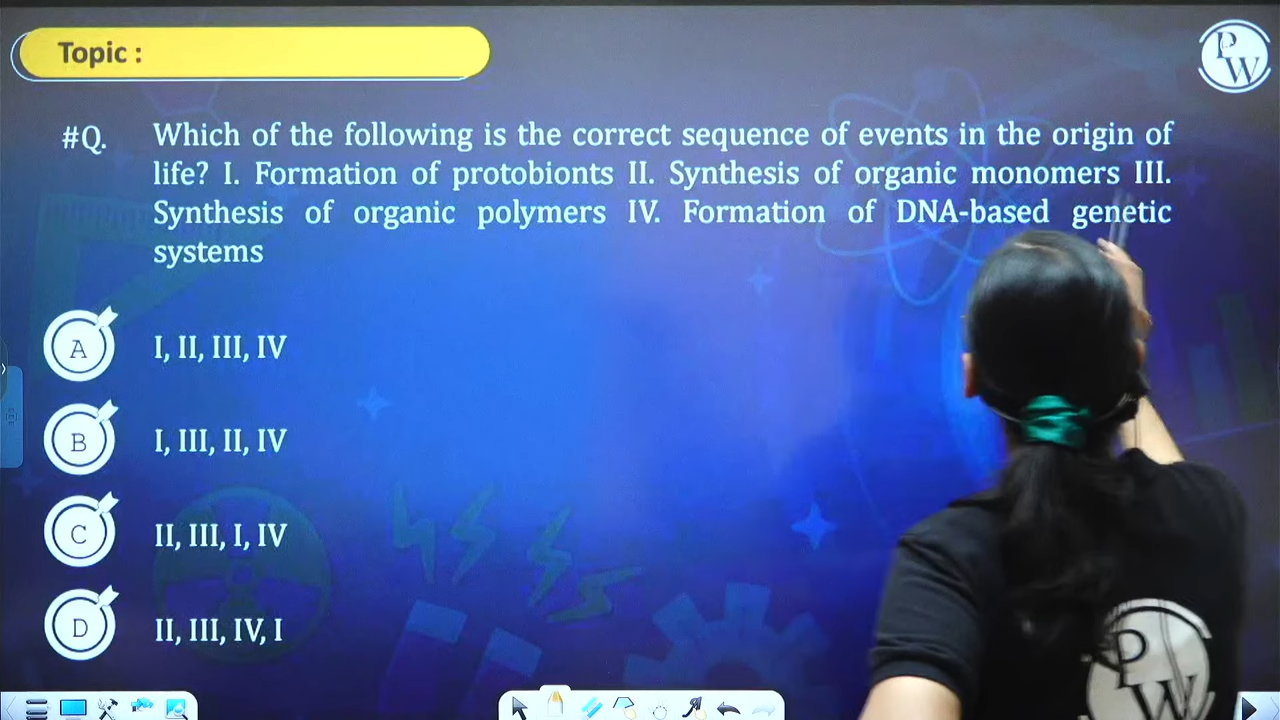 Topic :
PW
#Q. Which of the following is the correct sequence of events in the origin of
life? I. Formation of protobionts II. Synthesis of organic monomers III.
Synthesis of organic polymers IV. Formation of DNA-based genetic
systems
A I, II, III, IV
B I, III, II, IV
C II, III, I, IV
D II, III, IV, I
PW